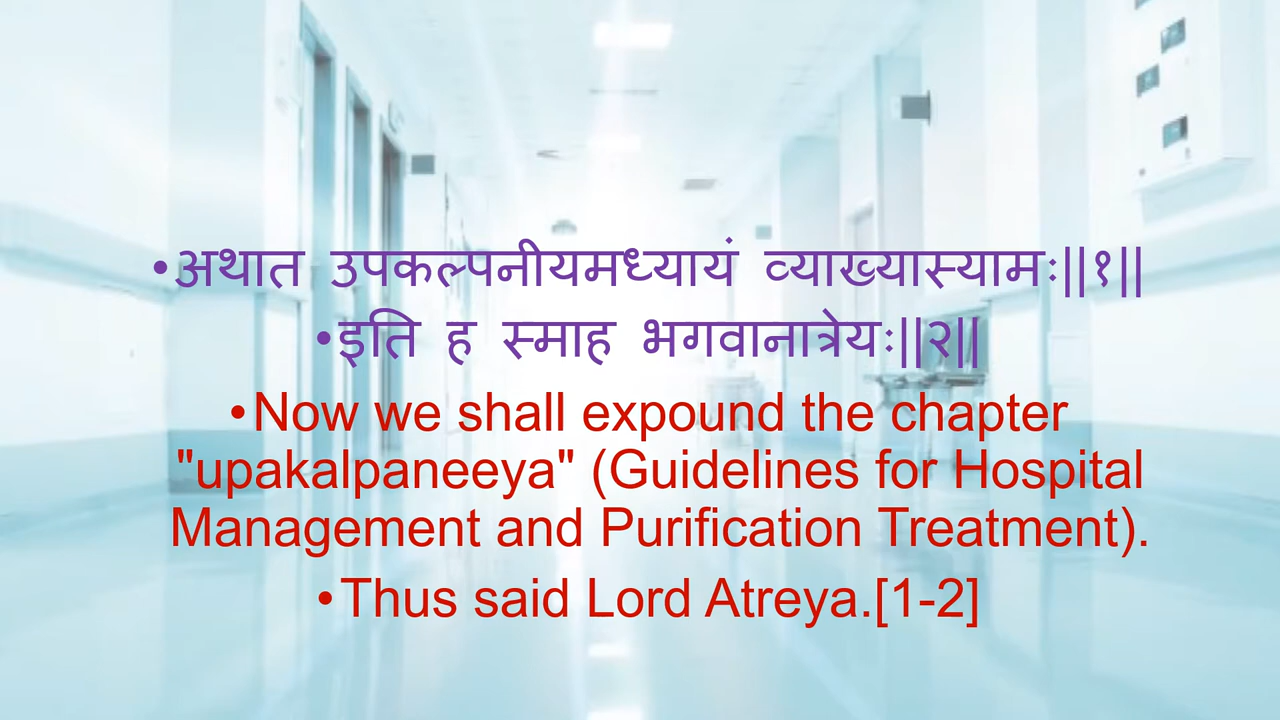 •अथात उपकल्पनीयमध्यायं व्याख्यास्यामः||१||
•इति ह स्माह भगवानात्रेयः||२||
•Now we shall expound the chapter
"upakalpaneeya" (Guidelines for Hospital
Management and Purification Treatment).
•Thus said Lord Atreya.[1-2]